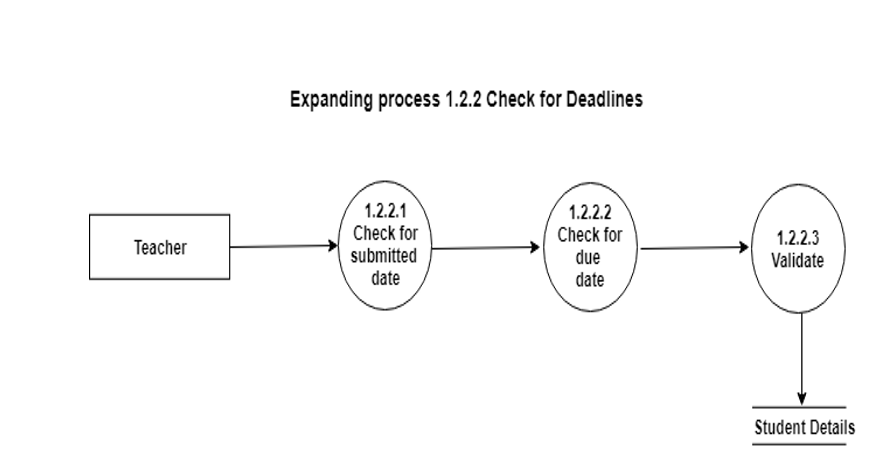 Expanding process 1.2.2 Check for Deadlines
Teacher
1.2.2.1
Check for
submitted
date
1.2.2.2
Check for
due
date
1.2.2.3
Validate
Student Details